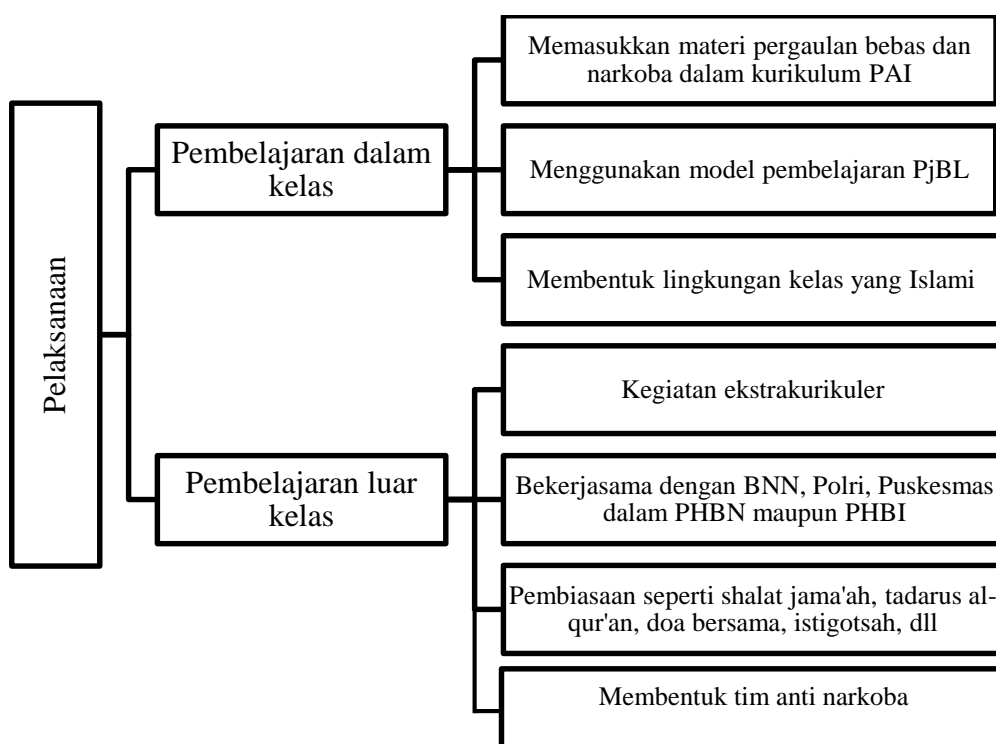 Pelaksanaan
Pembelajaran dalam
kelas
Memasukkan materi pergaulan bebas dan
narkoba dalam kurikulum PAI
Menggunakan model pembelajaran PjBL
Membentuk lingkungan kelas yang Islami
Pembelajaran luar
kelas
Kegiatan ekstrakurikuler
Bekerjasama dengan BNN, Polri, Puskesmas
dalam PHBN maupun PHBI
Pembiasaan seperti shalat jama'ah, tadarus al-
qur'an, doa bersama, istigotsah, dll
Membentuk tim anti narkoba